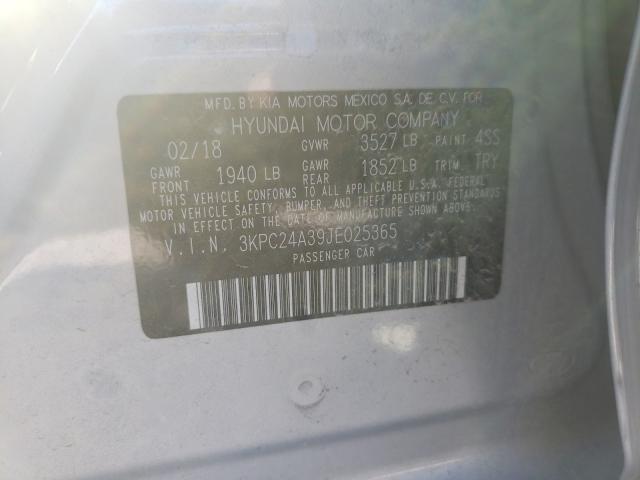 MFD. BY KIA MOTORS MEXICO S.A. DE C.V. FOR
HYUNDAI MOTOR COMPANY
02/18 GVWR 3527 LB PAINT 4SS
GAWR FRONT 1940 LB GAWR REAR 1852 LB TRIM TRY
THIS VEHICLE CONFORMS TO ALL APPLICABLE U.S.A. FEDERAL
MOTOR VEHICLE SAFETY, BUMPER, AND THEFT PREVENTION STANDARDS
IN EFFECT ON THE DATE OF MANUFACTURE SHOWN ABOVE.
V.I.N. 3KPC24A39JE025365
PASSENGER CAR